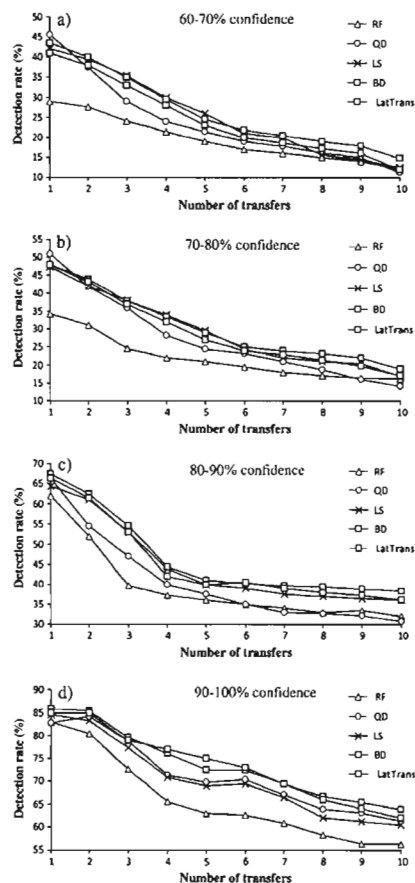 a) 60-70% confidence
RF
QD
LS
BD
LatTrans
Detection rate (%)
50
45
40
35
30
25
20
15
10
1 2 3 4 5 6 7 8 9 10
Number of transfers
b) 70-80% confidence
RF
QD
LS
BD
LatTrans
Detection rate (%)
55
50
45
40
35
30
25
20
15
10
1 2 3 4 5 6 7 8 9 10
Number of transfers
c) 80-90% confidence
RF
QD
LS
BD
LatTrans
Detection rate (%)
70
65
60
55
50
45
40
35
30
1 2 3 4 5 6 7 8 9 10
Number of transfers
d) 90-100% confidence
RF
QD
LS
BD
LatTrans
Detection rate (%)
90
85
80
75
70
65
60
55
1 2 3 4 5 6 7 8 9 10
Number of transfers